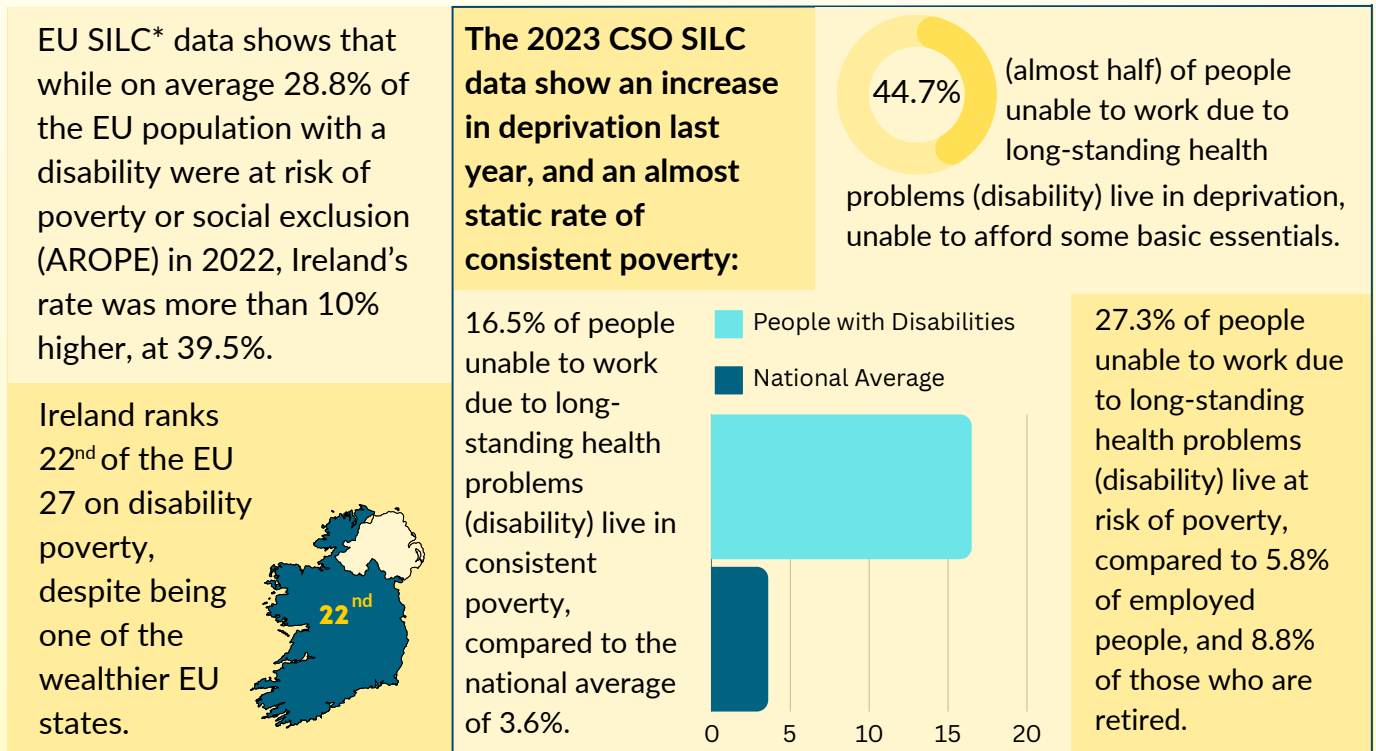 EU SILC* data shows that
while on average 28.8% of
the EU population with a
disability were at risk of
poverty or social exclusion
(AROPE) in 2022, Ireland’s
rate was more than 10%
higher, at 39.5%.
Ireland ranks
22nd of the EU
27 on disability
poverty,
despite being
one of the
wealthier EU
states.
22nd
The 2023 CSO SILC
data show an increase
in deprivation last
year, and an almost
static rate of
consistent poverty:
44.7%
(almost half) of people
unable to work due to
long-standing health
problems (disability) live in deprivation,
unable to afford some basic essentials.
16.5% of people
unable to work
due to long-
standing health
problems
(disability) live in
consistent
poverty,
compared to the
national average
of 3.6%.
People with Disabilities
National Average
0 5 10 15 20
27.3% of people
unable to work due
to long-standing
health problems
(disability) live at
risk of poverty,
compared to 5.8%
of employed
people, and 8.8%
of those who are
retired.